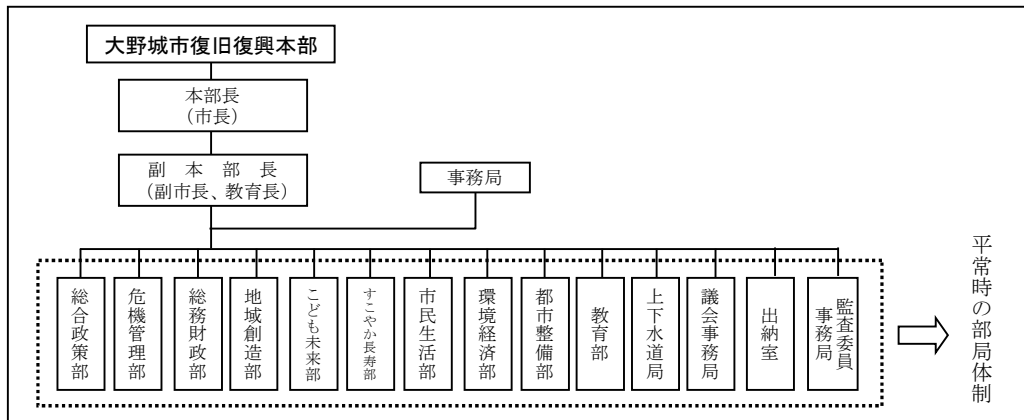 大野城市復旧復興本部
本部長
（市長）
副本部長
（副市長、教育長）
事務局
総合政策部
危機管理部
総務財政部
地域創造部
こども未来部
すこやか長寿部
市民生活部
環境経済部
都市整備部
教育部
上下水道局
議会事務局
出納室
監査委員
事務局
平常時の部局体制